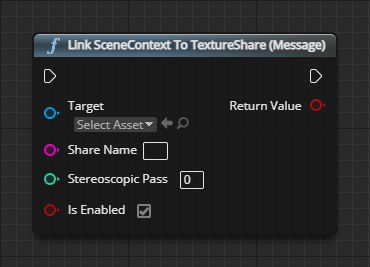 f Link SceneContext To TextureShare (Message)
Target
Return Value
Select Asset
Share Name
Stereoscopic Pass 0
Is Enabled